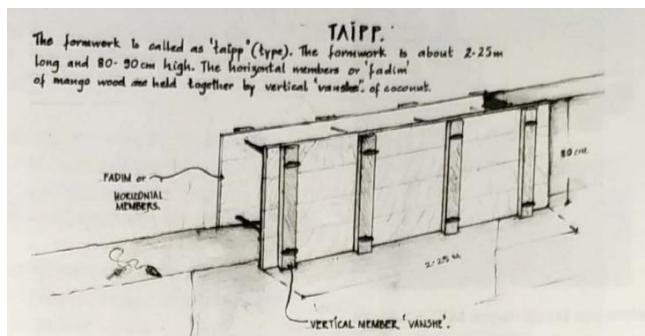 TAIPP.
The formwork is called as 'taipp' (type). The formwork is about 2.25m
long and 80-90cm high. The horizontal members or 'fadim'
of mango wood are held together by vertical 'vanshe'. of coconut.
FADIM or
HORIZONTAL
MEMBERS.
80 cm.
2.25 m
VERTICAL MEMBER 'VANSHE'.